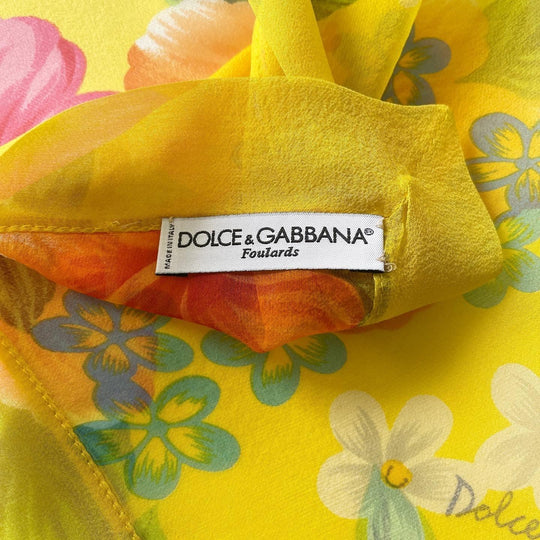 MADE IN ITALY
DOLCE & GABBANA®
Foulards
Dolce